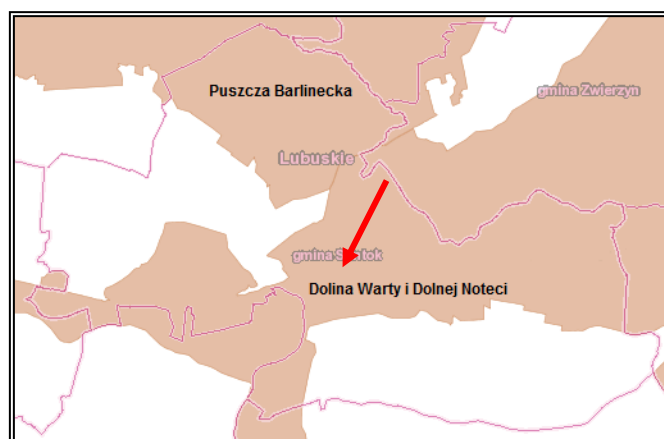 Puszcza Barlinecka
gmina Zwierzyn
Lubuskie
gmina
Dolina Warty i Dolnej Noteci